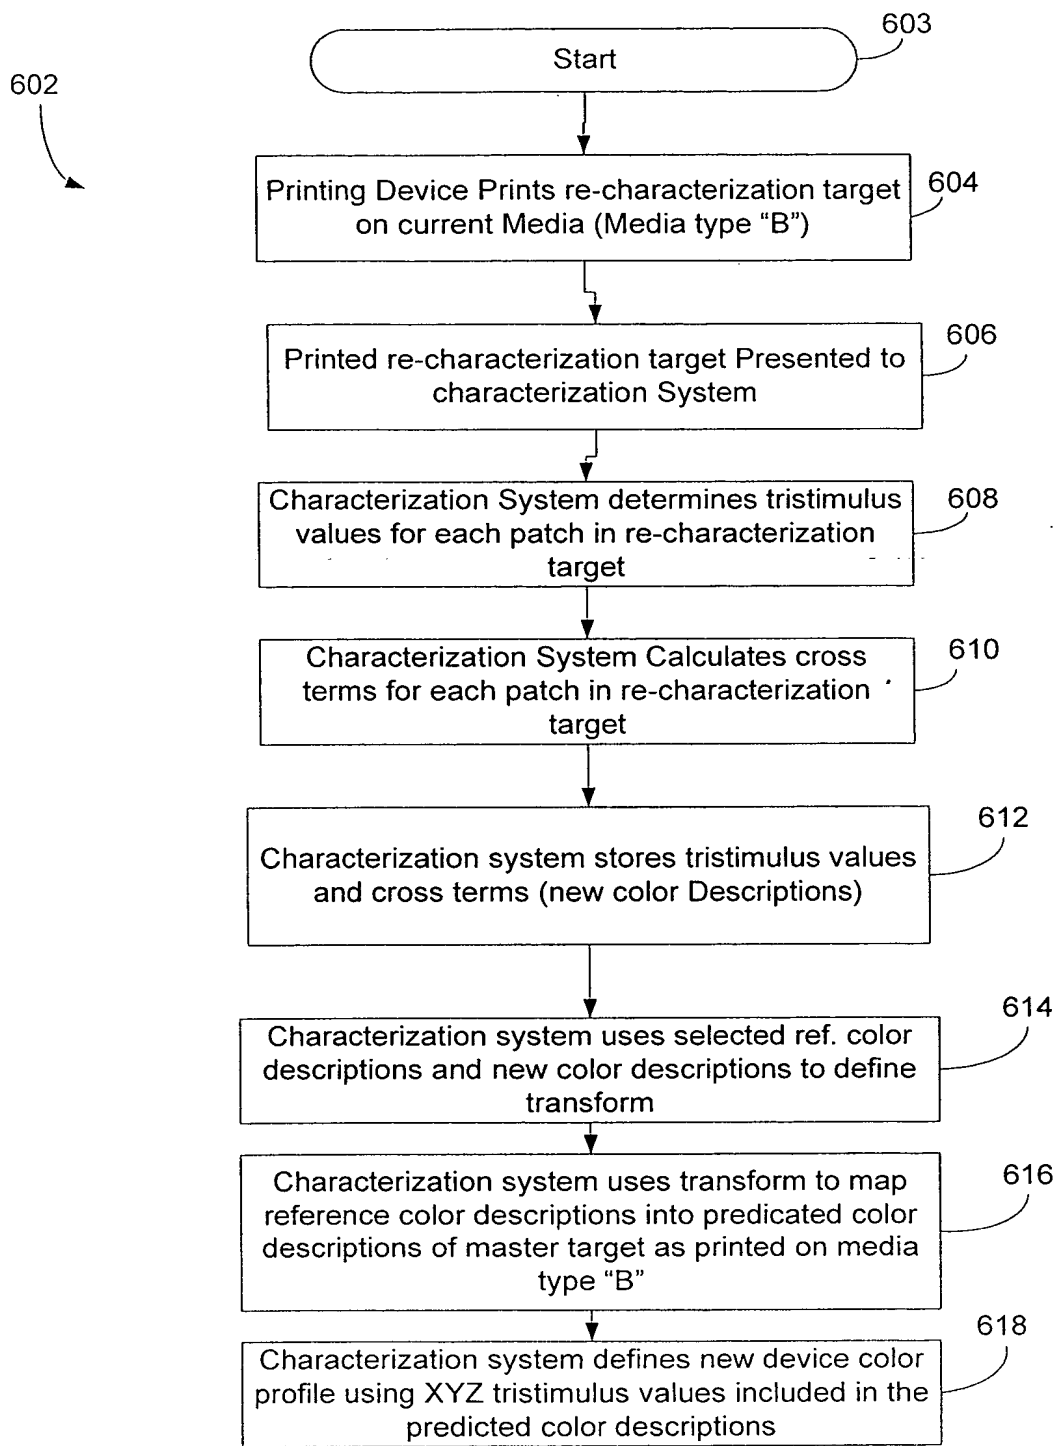 603
Start
602
Printing Device Prints re-characterization target
on current Media (Media type “B”)
604
Printed re-characterization target Presented to
characterization System
606
Characterization System determines tristimulus
values for each patch in re-characterization
target
608
Characterization System Calculates cross
terms for each patch in re-characterization
target
610
Characterization system stores tristimulus values
and cross terms (new color Descriptions)
612
Characterization system uses selected ref. color
descriptions and new color descriptions to define
transform
614
Characterization system uses transform to map
reference color descriptions into predicated color
descriptions of master target as printed on media
type “B”
616
Characterization system defines new device color
profile using XYZ tristimulus values included in the
predicted color descriptions
618